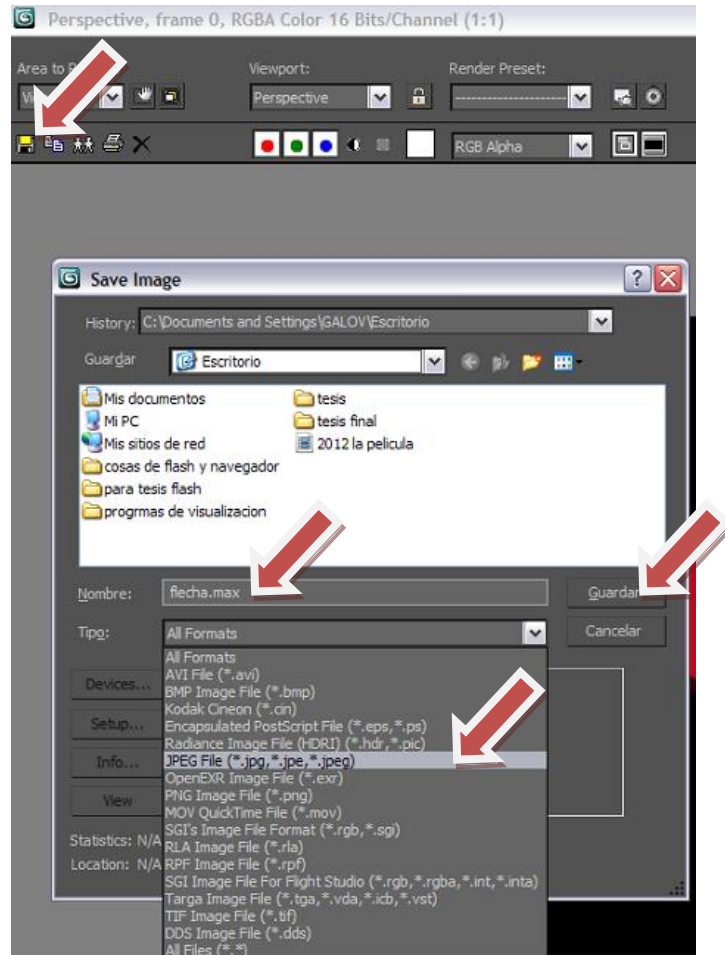 Perspective, frame 0, RGBA Color 16 Bits/Channel (1:1)
Area to
Viewport:
Render Preset:
Perspective
RGB Alpha
Save Image
History: C:\Documents and Settings\GALOV\Escritorio
Guardar
Escritorio
Mis documentos
tesis
Mi PC
tesis final
Mis sitios de red
2012 la pelicula
cosas de flash y navegador
para tesis flash
progrmas de visualizacion
Nombre:
flecha.max
Guardar
Tipo:
All Formats
Cancelar
All Formats
AVI File (*.avi)
Devices...
BMP Image File (*.bmp)
Kodak Cineon (*.cin)
Setup...
Encapsulated PostScript File (*.eps,*.ps)
Radiance Image File (HDRI) (*.hdr,*.pic)
Info...
JPEG File (*.jpg,*.jpe,*.jpeg)
OpenEXR Image File (*.exr)
View
PNG Image File (*.png)
MOV QuickTime File (*.mov)
SGI's Image File Format (*.rgb,*.sgi)
Statistics: N/A
RLA Image File (*.rla)
Location: N/A
RPF Image File (*.rpf)
SGI Image File For Flight Studio (*.rgb,*.rgba,*.int,*.inta)
Targa Image File (*.tga,*.vda,*.icb,*.vst)
TIF Image File (*.tif)
DDS Image File (*.dds)
All Files (*.*)